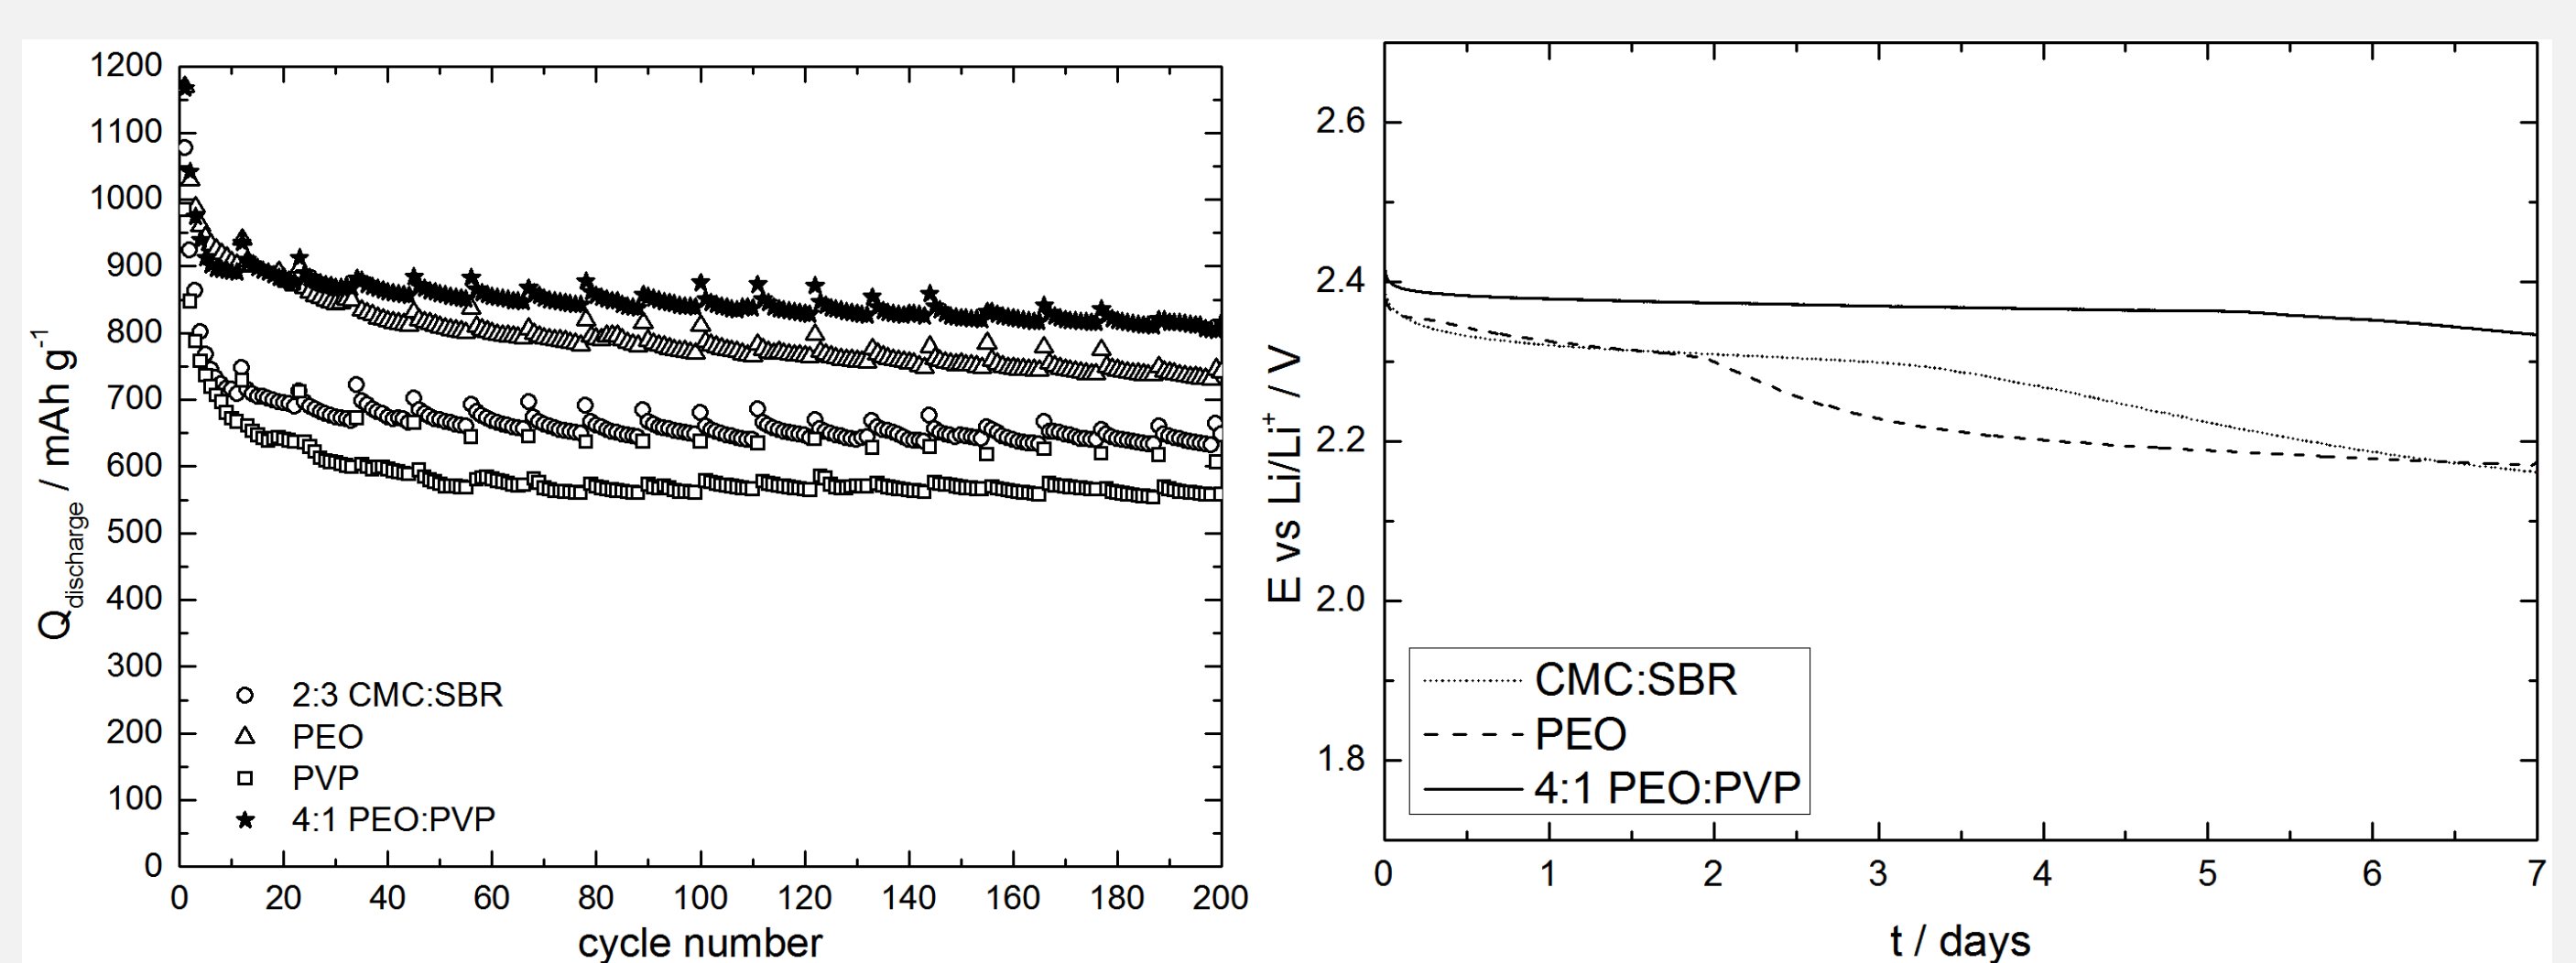 1200
1100
1000
900
800
700
600
500
400
300
200
100
0
Qdischarge / mAh g-1
2:3 CMC:SBR
PEO
PVP
4:1 PEO:PVP
0 20 40 60 80 100 120 140 160 180 200
cycle number
2.6
2.4
2.2
2.0
1.8
E vs Li/Li+ / V
CMC:SBR
PEO
4:1 PEO:PVP
0 1 2 3 4 5 6 7
t / days